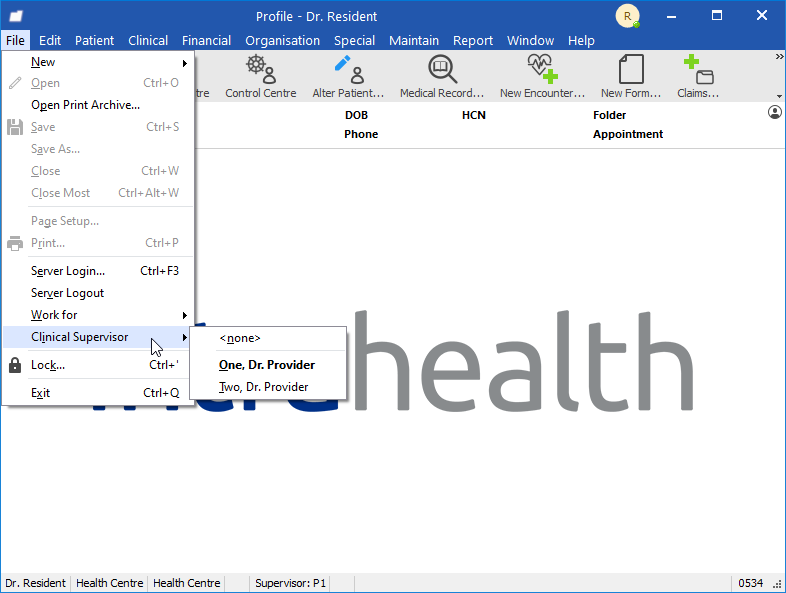 Profile - Dr. Resident
R
File Edit Patient Clinical Financial Organisation Special Maintain Report Window Help
New
Open Ctrl+O
Open Print Archive...
Save Ctrl+S
Save As...
Close Ctrl+W
Close Most Ctrl+Alt+W
Page Setup...
Print... Ctrl+P
Server Login... Ctrl+F3
Server Logout
Work for
Clinical Supervisor
Lock... Ctrl+'
Exit Ctrl+Q
<none>
One, Dr. Provider
Two, Dr. Provider
tre Control Centre Alter Patient... Medical Record... New Encounter... New Form... Claims...
DOB HCN Folder
Phone Appointment
health
Dr. Resident Health Centre Health Centre Supervisor: P1 0534